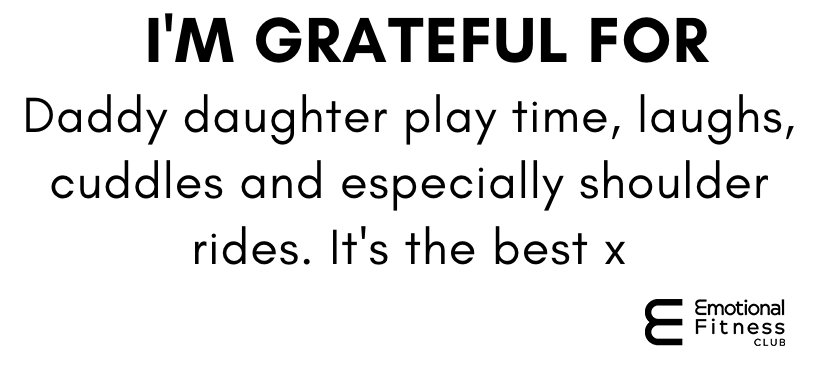 I'M GRATEFUL FOR
Daddy daughter play time, laughs,
cuddles and especially shoulder
rides. It's the best x
Emotional
Fitness
CLUB